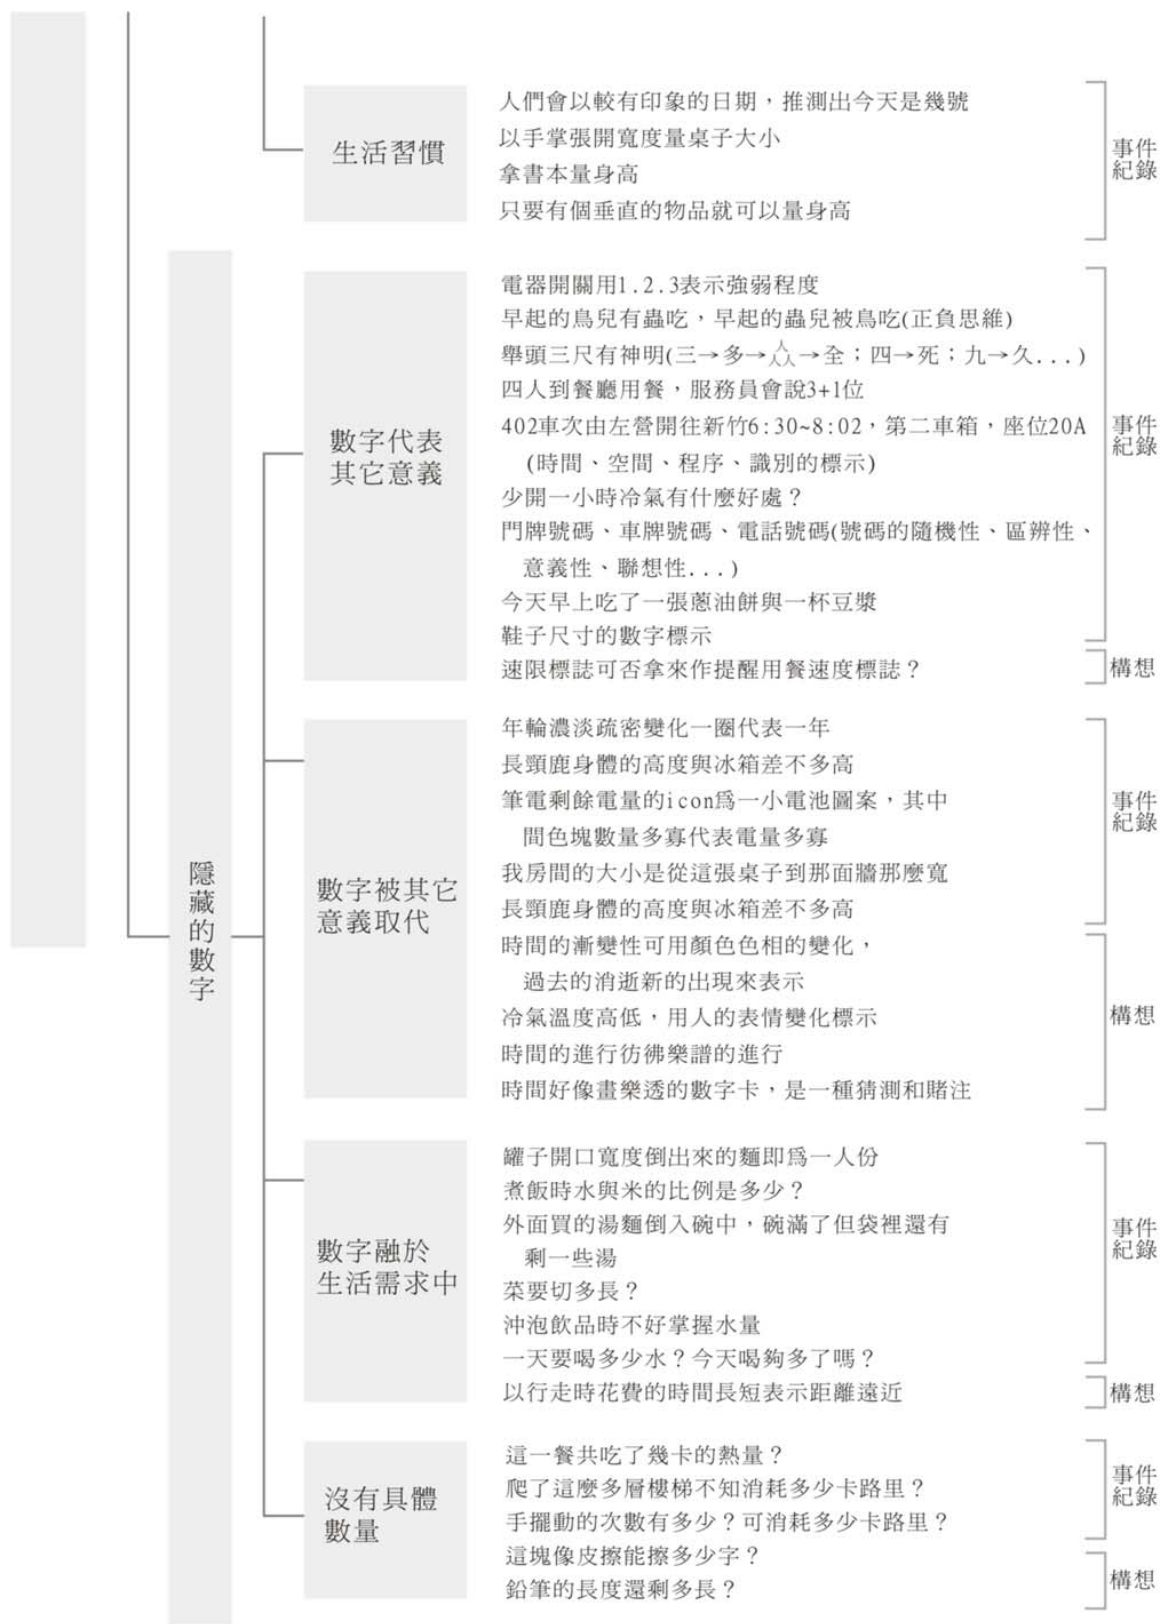 生活習慣
人們會以較有印象的日期，推測出今天是幾號
以手掌張開寬度量桌子大小
拿書本量身高
只要有個垂直的物品就可以量身高
事件
紀錄
隱藏的數字
數字代表
其它意義
電器開關用1.2.3表示強弱程度
早起的鳥兒有蟲吃，早起的蟲兒被鳥吃(正負思維)
舉頭三尺有神明(三→多→众→全；四→死；九→久...)
四人到餐廳用餐，服務員會說3+1位
402車次由左營開往新竹6:30~8:02，第二車箱，座位20A
(時間、空間、程序、識別的標示)
少開一小時冷氣有什麼好處？
門牌號碼、車牌號碼、電話號碼(號碼的隨機性、區辨性、
意義性、聯想性...)
今天早上吃了一張蔥油餅與一杯豆漿
鞋子尺寸的數字標示
事件
紀錄
速限標誌可否拿來作提醒用餐速度標誌？
構想
數字被其它
意義取代
年輪濃淡疏密變化一圈代表一年
長頸鹿身體的高度與冰箱差不多高
筆電剩餘電量的icon為一小電池圖案，其中
間色塊數量多寡代表電量多寡
我房間的大小是從這張桌子到那面牆那麼寬
長頸鹿身體的高度與冰箱差不多高
事件
紀錄
時間的漸變性可用顏色色相的變化，
過去的消逝新的出現來表示
冷氣溫度高低，用人的表情變化標示
時間的進行彷彿樂譜的進行
時間好像畫樂透的數字卡，是一種猜測和賭注
構想
數字融於
生活需求中
罐子開口寬度倒出來的麵即為一人份
煮飯時水與米的比例是多少？
外面買的湯麵倒入碗中，碗滿了但袋裡還有
剩一些湯
菜要切多長？
沖泡飲品時不好掌握水量
一天要喝多少水？今天喝夠多了嗎？
事件
紀錄
以行走時花費的時間長短表示距離遠近
構想
沒有具體
數量
這一餐共吃了幾卡的熱量？
爬了這麼多層樓梯不知消耗多少卡路里？
手擺動的次數有多少？可消耗多少卡路里？
事件
紀錄
這塊像皮擦能擦多少字？
鉛筆的長度還剩多長？
構想